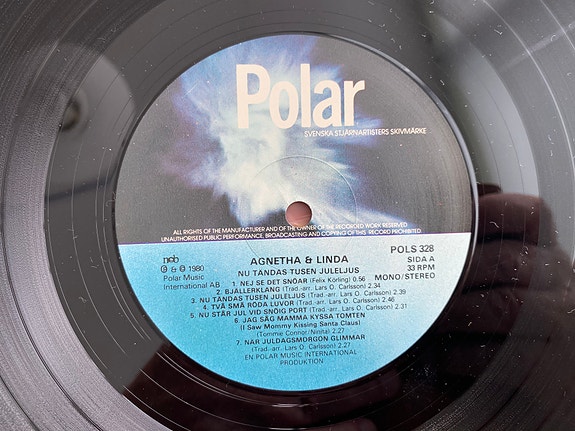 Polar
SVENSKA STJÄRNARTISTERS SKIVMÄRKE
ALL RIGHTS OF THE MANUFACTURER AND OF THE OWNER OF THE RECORDED WORK RESERVED
UNAUTHORISED PUBLIC PERFORMANCE, BROADCASTING AND COPYING OF THIS RECORD PROHIBITED
ncb
Ⓟ & © 1980
Polar Music
International AB
AGNETHA & LINDA
NU TÄNDAS TUSEN JULELJUS
POLS 328
SIDA A
33 RPM
MONO/STEREO
1. NEJ SE DET SNÖAR (Felix Körling) 0.56
2. BJÄLLERKLANG (Trad.-arr. Lars O. Carlsson) 2.34
3. NU TÄNDAS TUSEN JULELJUS (Trad.-arr. Lars O. Carlsson) 2.39
4. TVÅ SMÅ RÖDA LUVOR (Trad.-arr. Lars O. Carlsson) 2.46
5. NU STÅR JUL VID SNÖIG PORT (Trad.-arr. Lars O. Carlsson) 2.31
6. JAG SÅG MAMMA KYSSA TOMTEN
(I Saw Mommy Kissing Santa Claus)
(Tommie Connor/Ninita) 2.27
7. NÄR JULDAGSMORGON GLIMMAR
(Trad.-arr. Lars O. Carlsson) 2.27
EN POLAR MUSIC INTERNATIONAL
PRODUKTION